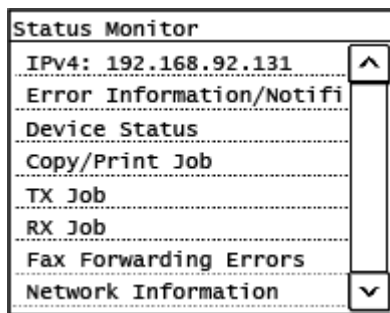 Status Monitor
IPv4: 192.168.92.131
Error Information/Notifi
Device Status
Copy/Print Job
TX Job
RX Job
Fax Forwarding Errors
Network Information